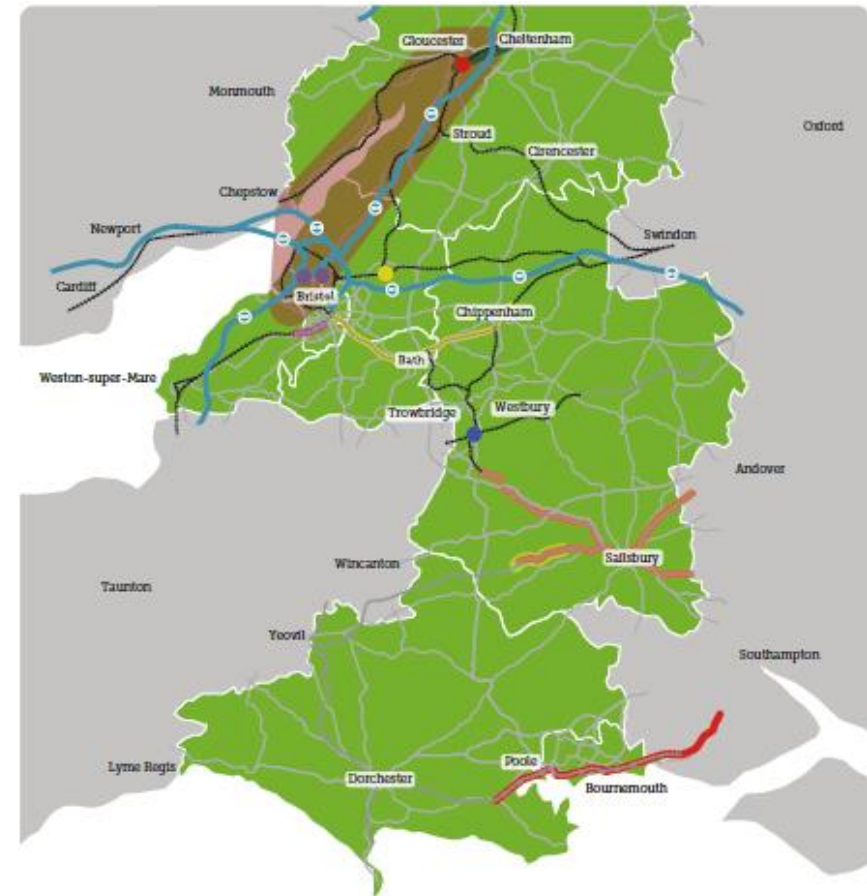 Gloucester
Cheltenham
Monmouth
Oxford
Stroud
Cirencester
Chepstow
Newport
Swindon
Cardiff
Bristol
Chippenham
Bath
Weston-super-Mare
Trowbridge
Westbury
Andover
Salisbury
Wincanton
Taunton
Yeovil
Southampton
Lyme Regis
Poole
Dorchester
Bournemouth